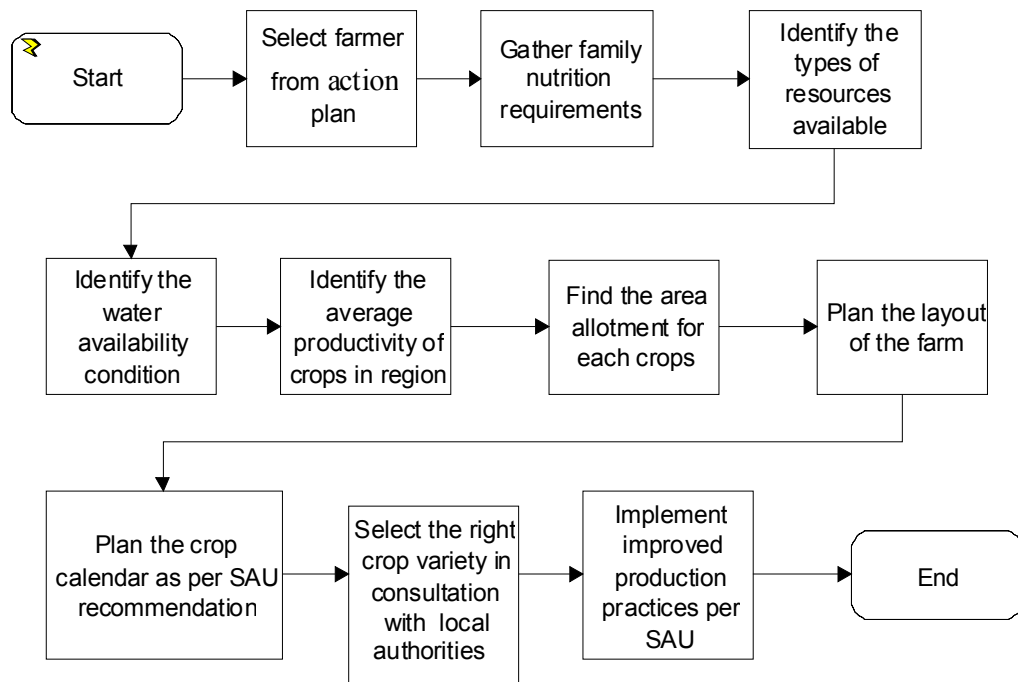 Start
Select farmer
from action
plan
Gather family
nutrition
requirements
Identify the
types of
resources
available
Identify the
water
availability
condition
Identify the
average
productivity of
crops in region
Find the area
allotment for
each crops
Plan the layout
of the farm
Plan the crop
calendar as per SAU
recommendation
Select the right
crop variety in
consultation
with local
authorities
Implement
improved
production
practices per
SAU
End